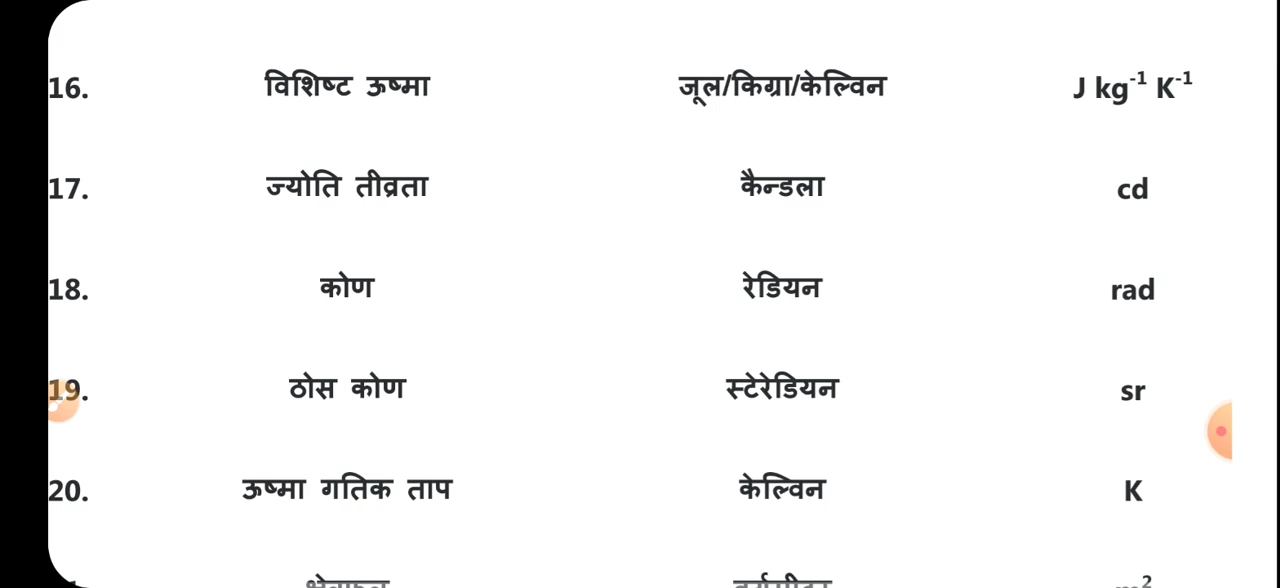 16. विशिष्ट ऊष्मा जूल/किग्रा/केल्विन J kg⁻¹ K⁻¹
17. ज्योति तीव्रता कैन्डला cd
18. कोण रेडियन rad
19. ठोस कोण स्टेरेडियन sr
20. ऊष्मा गतिक ताप केल्विन K